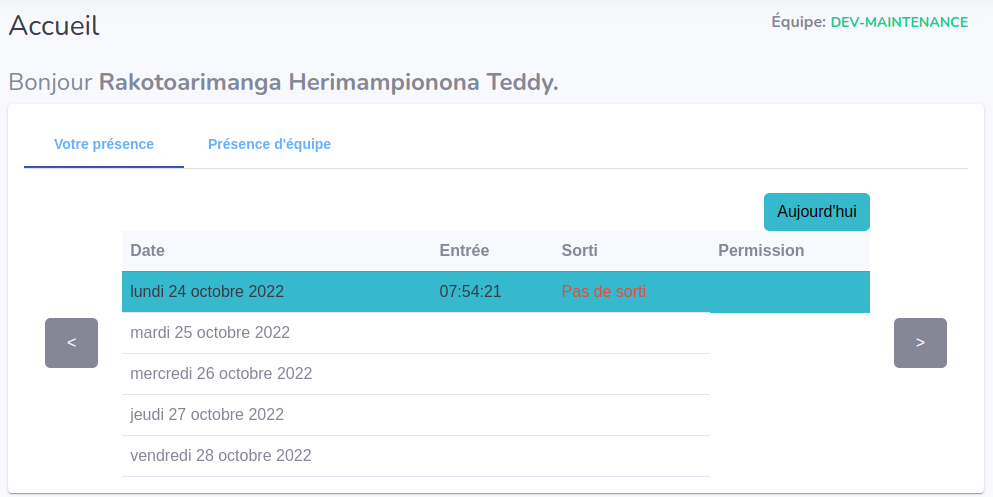 Accueil
Équipe: DEV-MAINTENANCE
Bonjour Rakotoarimanga Herimampionona Teddy.
Votre présence Présence d'équipe
Aujourd'hui
Date Entrée Sorti Permission
lundi 24 octobre 2022 07:54:21 Pas de sorti
mardi 25 octobre 2022
< >
mercredi 26 octobre 2022
jeudi 27 octobre 2022
vendredi 28 octobre 2022